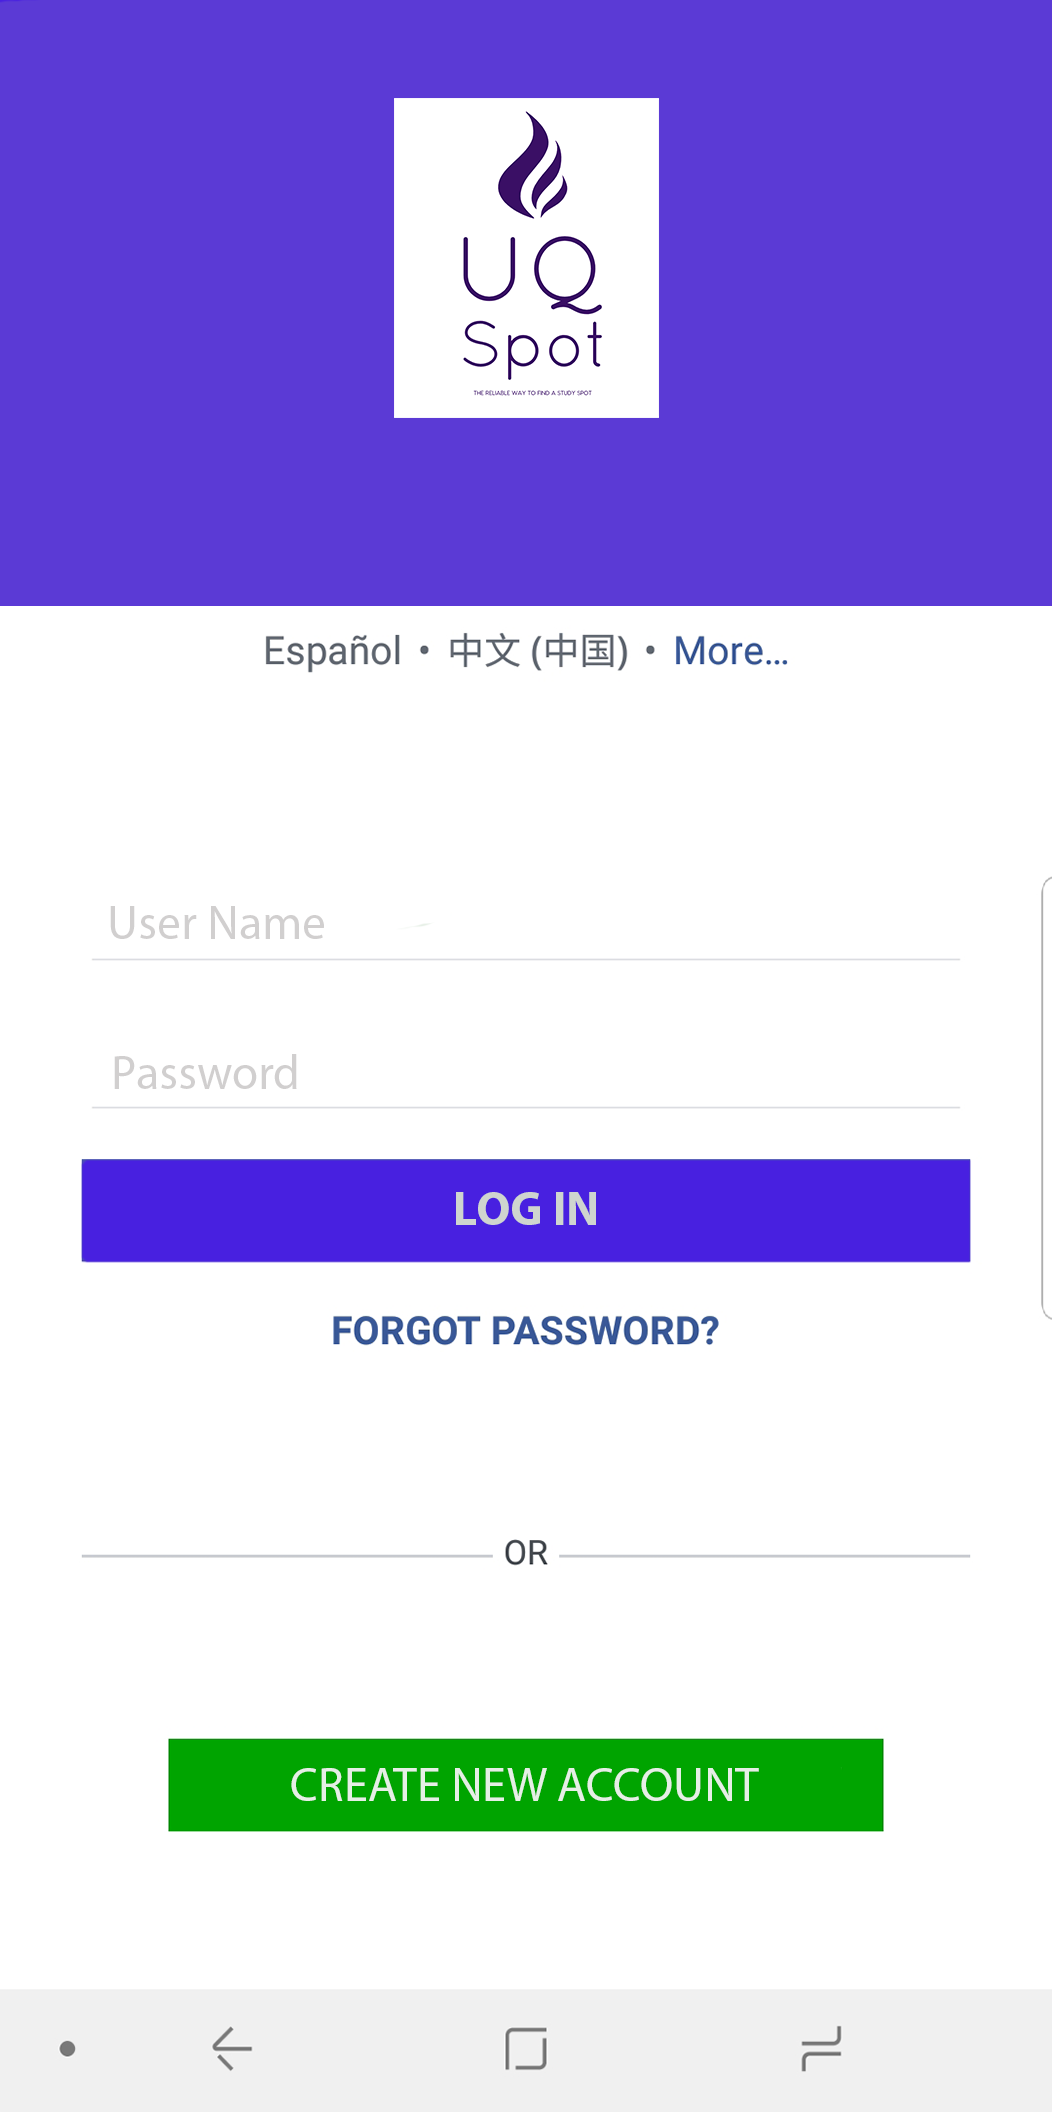 UQ
Spot
THE RELIABLE WAY TO FIND A STUDY SPOT
Español • 中文 (中国) • More...
User Name
Password
LOG IN
FORGOT PASSWORD?
OR
CREATE NEW ACCOUNT